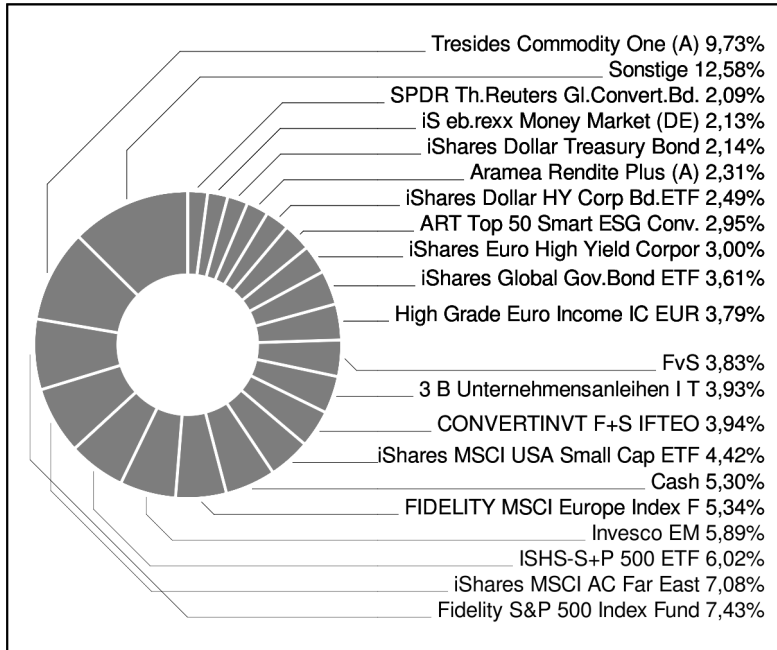 Tresides Commodity One (A) 9,73%
Sonstige 12,58%
SPDR Th.Reuters Gl.Convert.Bd. 2,09%
iS eb.rexx Money Market (DE) 2,13%
iShares Dollar Treasury Bond 2,14%
Aramea Rendite Plus (A) 2,31%
iShares Dollar HY Corp Bd.ETF 2,49%
ART Top 50 Smart ESG Conv. 2,95%
iShares Euro High Yield Corpor 3,00%
iShares Global Gov.Bond ETF 3,61%
High Grade Euro Income IC EUR 3,79%
FvS 3,83%
3 B Unternehmensanleihen I T 3,93%
CONVERTINVT F+S IFTEO 3,94%
iShares MSCI USA Small Cap ETF 4,42%
Cash 5,30%
FIDELITY MSCI Europe Index F 5,34%
Invesco EM 5,89%
ISHS-S+P 500 ETF 6,02%
iShares MSCI AC Far East 7,08%
Fidelity S&P 500 Index Fund 7,43%